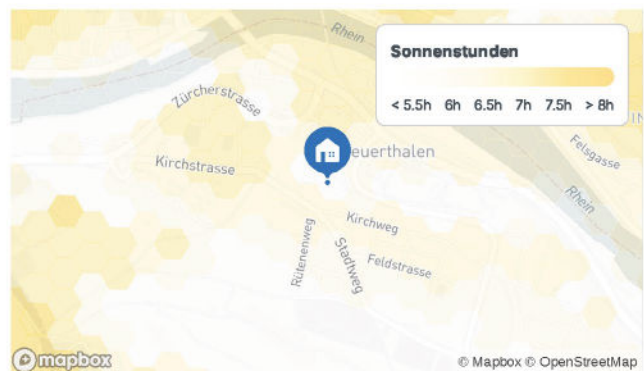 Rhein
Sonnenstunden
< 5.5h 6h 6.5h 7h 7.5h > 8h
Zürcherstrasse
euerthalen
Felsgasse
Kirchstrasse
Rhein
Kirchweg
Rütenenweg
Stadtweg
Feldstrasse
mapbox
© Mapbox © OpenStreetMap